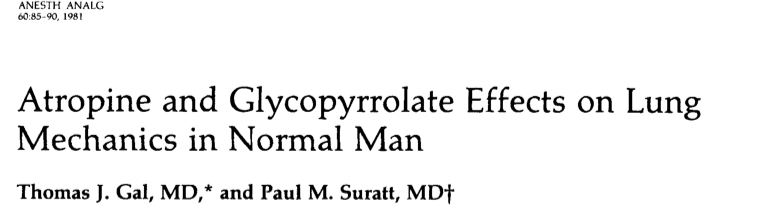 ANESTH ANALG
60:85-90, 1981
Atropine and Glycopyrrolate Effects on Lung
Mechanics in Normal Man
Thomas J. Gal, MD,* and Paul M. Suratt, MD†